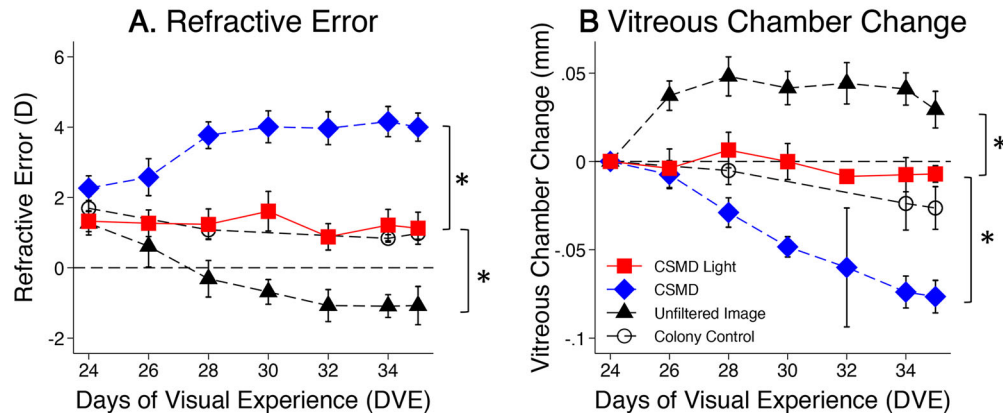 A. Refractive Error
Refractive Error (D)
6
4
2
0
-2
24 26 28 30 32 34
Days of Visual Experience (DVE)
*
*
B Vitreous Chamber Change
Vitreous Chamber Change (mm)
.05
0
-.05
-.1
24 26 28 30 32 34
Days of Visual Experience (DVE)
CSMD Light
CSMD
Unfiltered Image
Colony Control
*
*